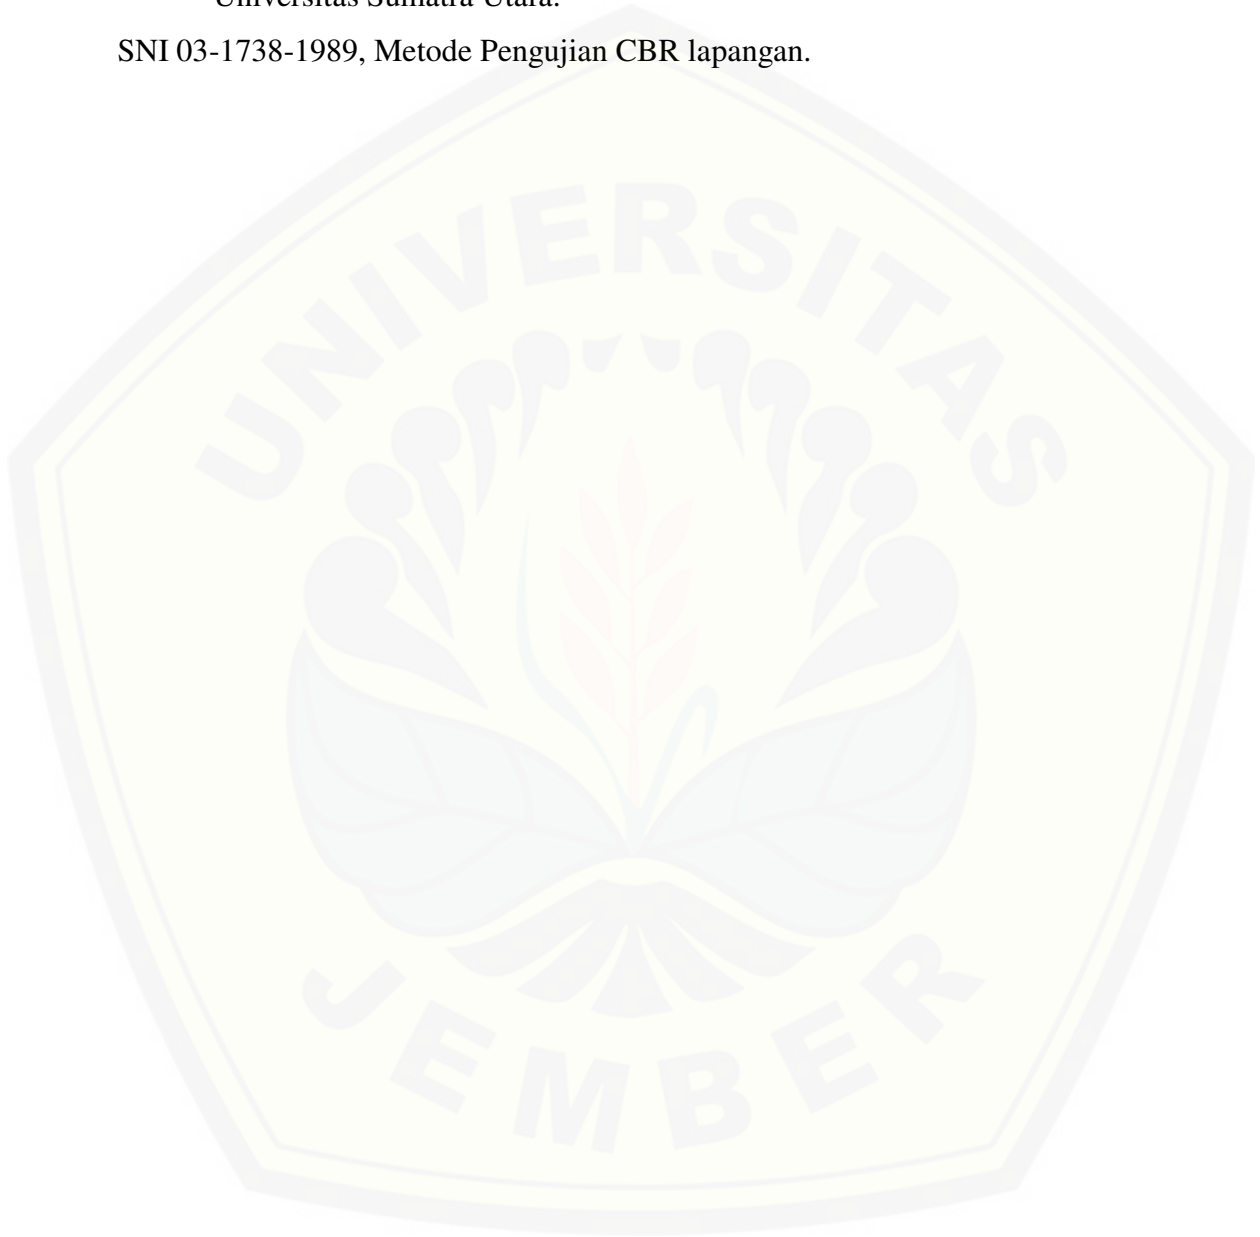 Universitas Sumatra Utara.
SNI 03-1738-1989, Metode Pengujian CBR lapangan.
UNIVERSITAS
JEMBER